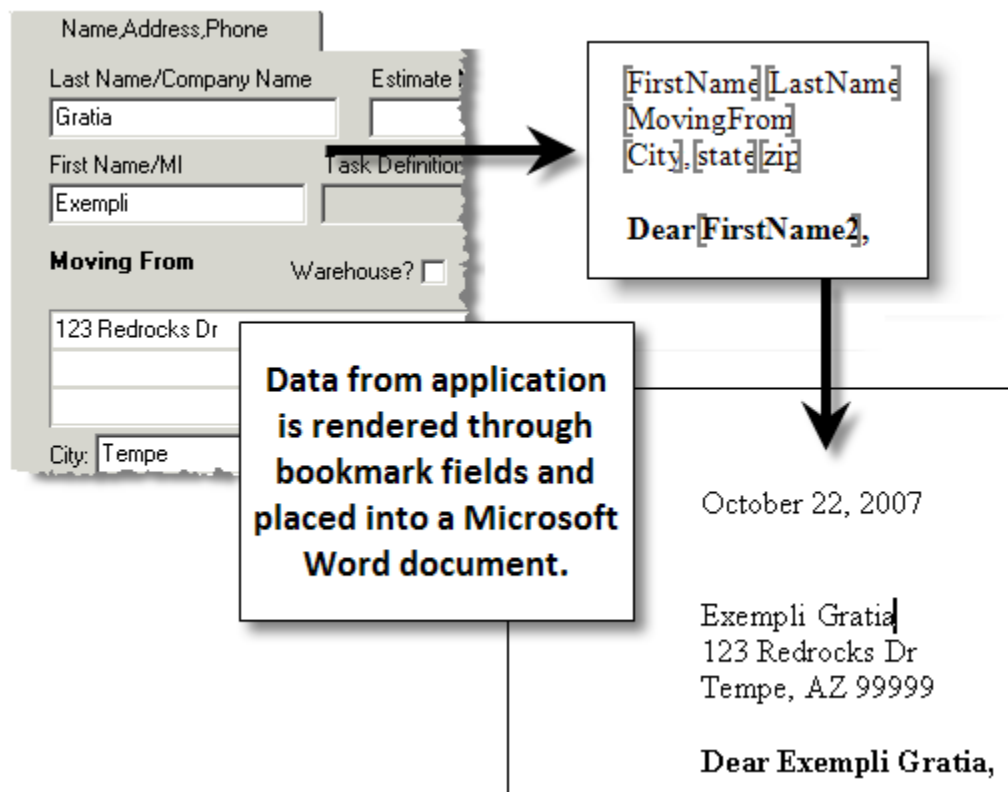 Name,Address,Phone
Last Name/Company Name Estimate
Gratia
First Name/MI Task Definition
Exempli
Moving From Warehouse?
123 Redrocks Dr
City: Tempe
[FirstName][LastName]
[MovingFrom]
[City], [state][zip]
Dear [FirstName2],
Data from application
is rendered through
bookmark fields and
placed into a Microsoft
Word document.
October 22, 2007
Exempli Gratia
123 Redrocks Dr
Tempe, AZ 99999
Dear Exempli Gratia,